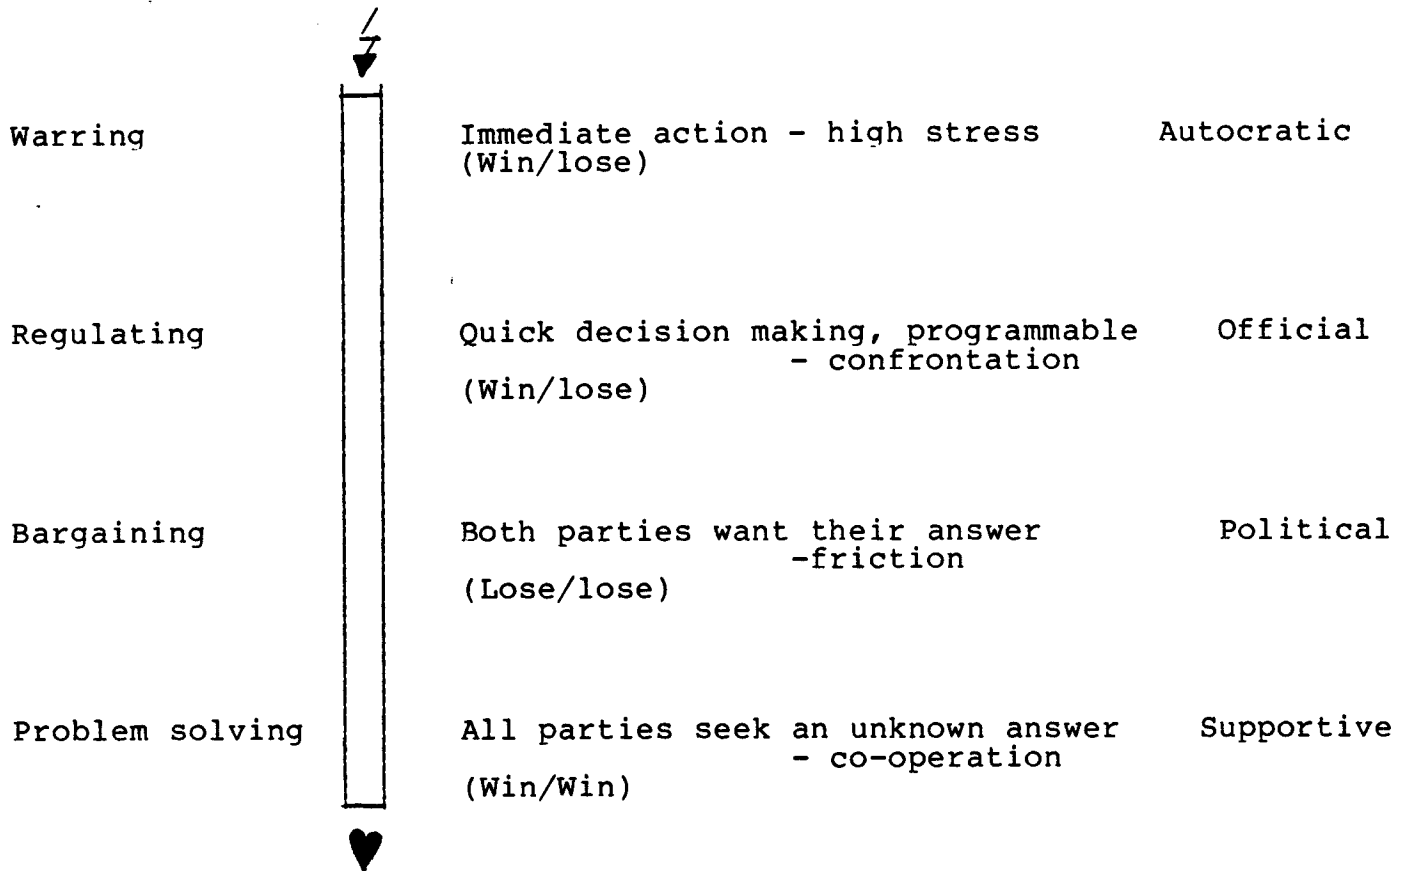 Warring Immediate action - high stress Autocratic
(Win/lose)
Regulating Quick decision making, programmable Official
- confrontation
(Win/lose)
Bargaining Both parties want their answer Political
-friction
(Lose/lose)
Problem solving All parties seek an unknown answer Supportive
- co-operation
(Win/Win)